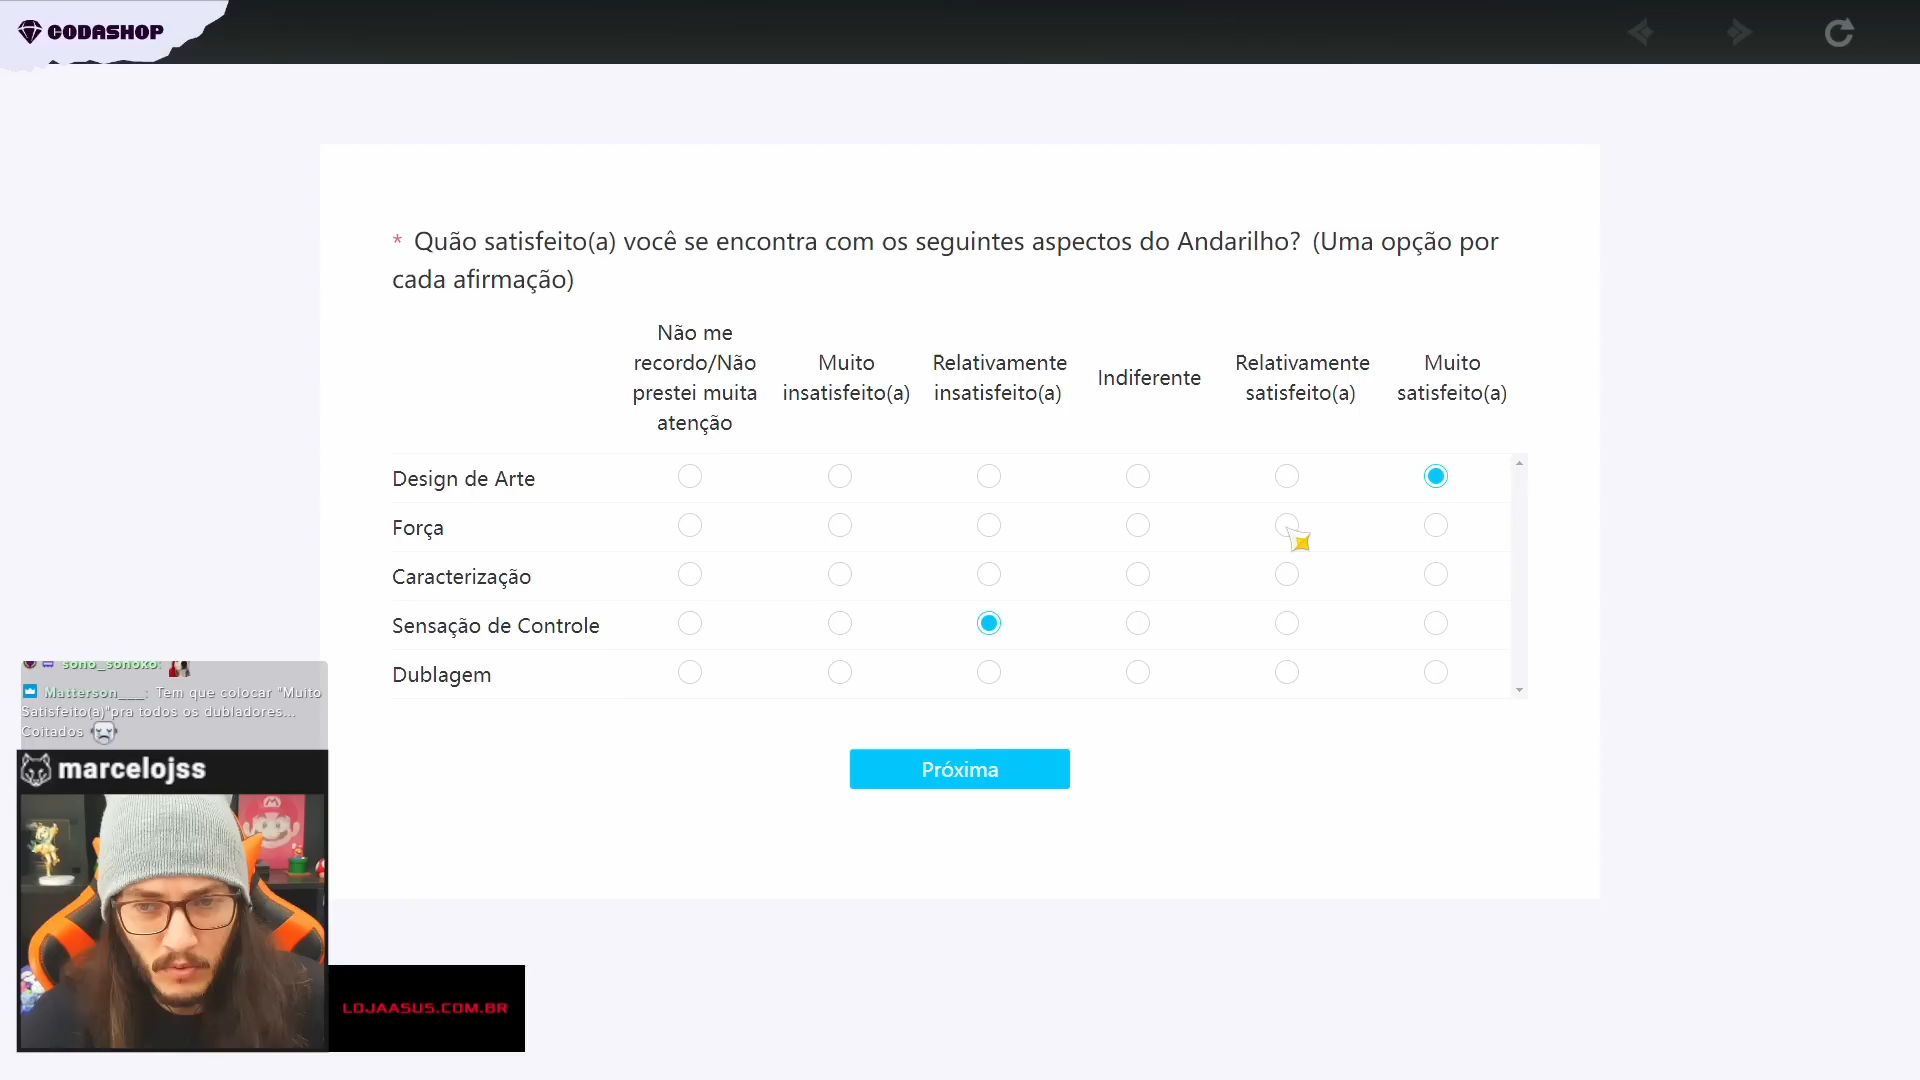 CODASHOP
* Quão satisfeito(a) você se encontra com os seguintes aspectos do Andarilho? (Uma opção por
cada afirmação)
Não me
recordo/Não
prestei muita
atenção
Muito
insatisfeito(a)
Relativamente
insatisfeito(a)
Indiferente
Relativamente
satisfeito(a)
Muito
satisfeito(a)
Design de Arte
Força
Caracterização
Sensação de Controle
Dublagem
Próxima
sono_sonoko:
Matterson___: Tem que colocar "Muito
Satisfeito(a)"pra todos os dubladores...
Coitados
marcelojss
LOJAASUS.COM.BR